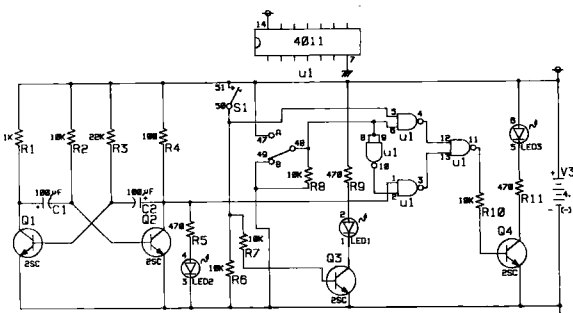 14
4011
7
u1
51
50
S1
A
47
48
49
B
5
6
4
8
9
10
u1
u1
12
13
11
u1
1
2
3
u1
1K
R1
10K
R2
22K
R3
100
R4
100µF
C1
100µF
C2
Q1
2SC
Q2
2SC
470
R5
4
3
LED2
10K
R6
10K
R7
10K
R8
470
R9
2
1
LED1
Q3
2SC
10K
R10
6
5
LED3
470
R11
Q4
2SC
V3
+
4.
(-)